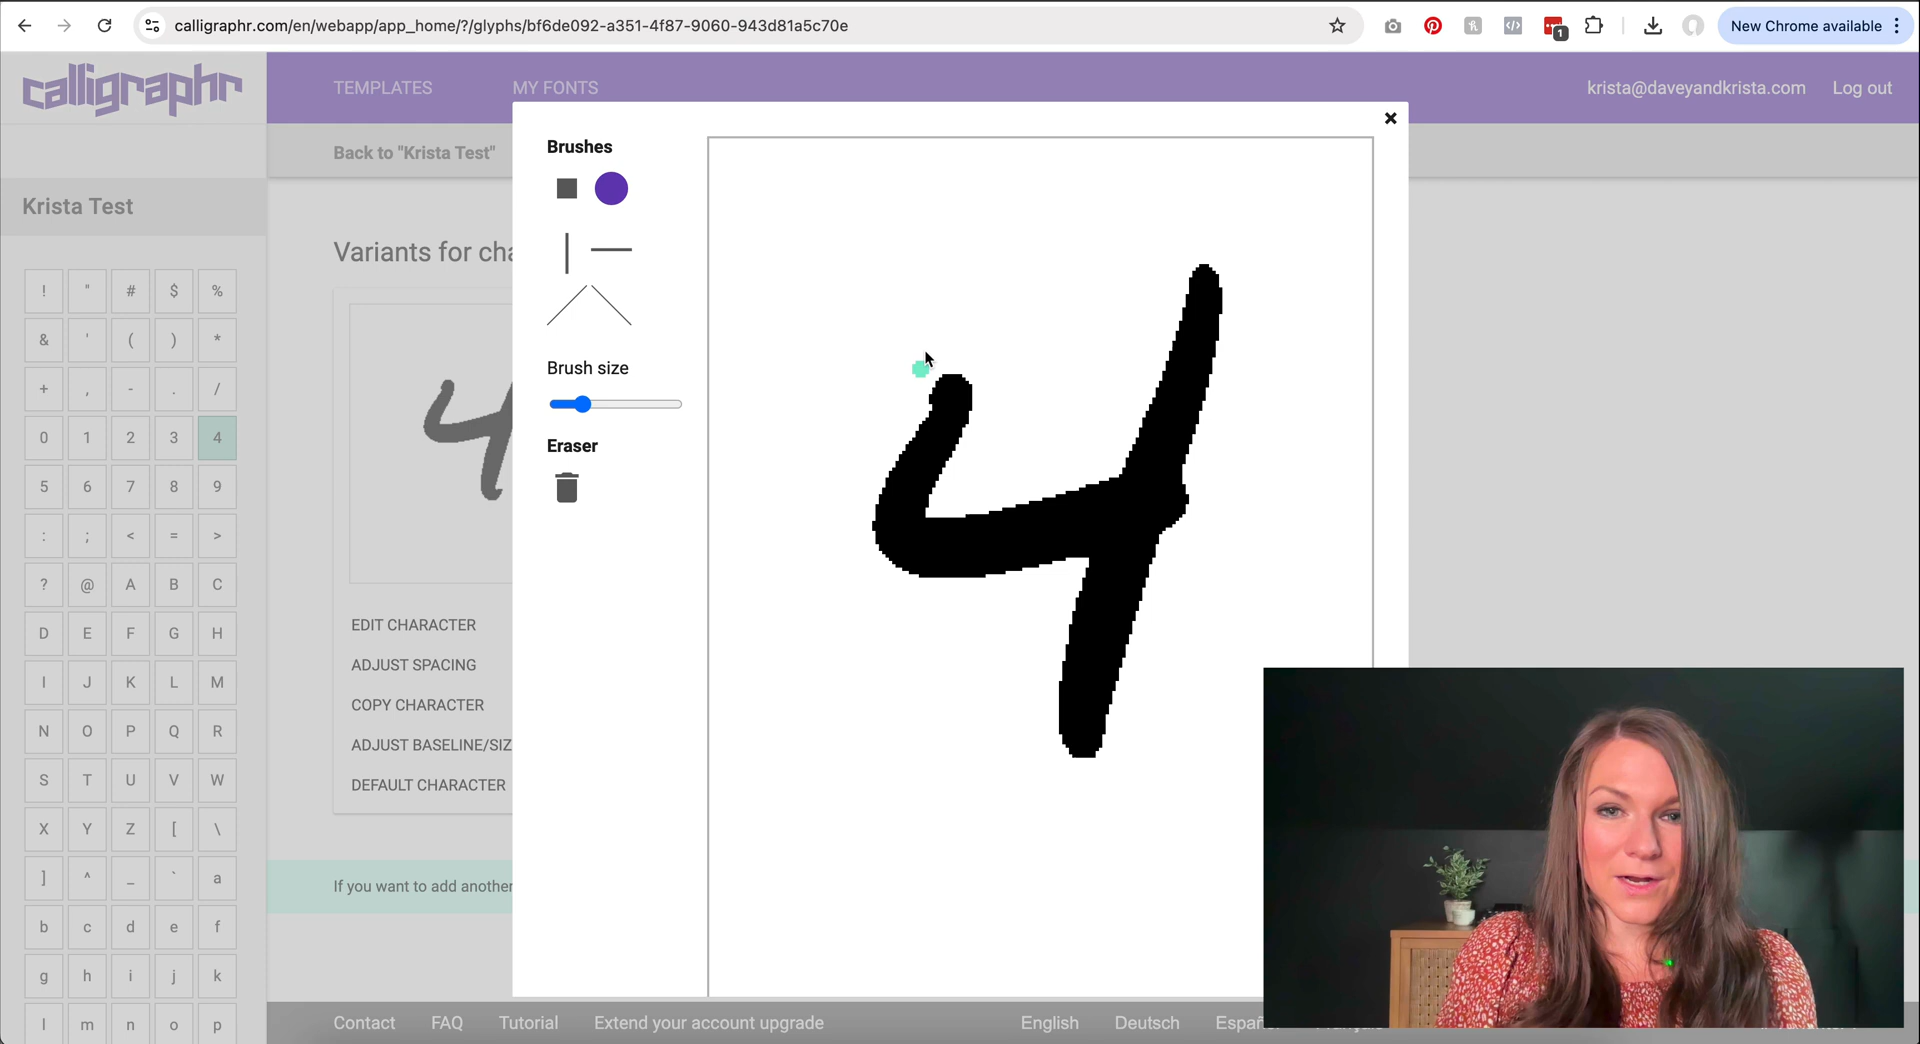 calligraphr.com/en/webapp/app_home/?/glyphs/bf6de092-a351-4f87-9060-943d81a5c70e
1
New Chrome available
calligraphr
TEMPLATES
MY FONTS
krista@daveyandkrista.com
Log out
Back to "Krista Test"
Krista Test
! " # $ %
& ' ( ) *
+ , - . /
0 1 2 3 4
5 6 7 8 9
: ; < = >
? @ A B C
D E F G H
I J K L M
N O P Q R
S T U V W
X Y Z [ \
] ^ _ ` a
b c d e f
g h i j k
l m n o p
Variants for cha
4
EDIT CHARACTER
ADJUST SPACING
COPY CHARACTER
ADJUST BASELINE/SIZ
DEFAULT CHARACTER
If you want to add another
Brushes
Brush size
Eraser
4
Contact
FAQ
Tutorial
Extend your account upgrade
English
Deutsch
Españ